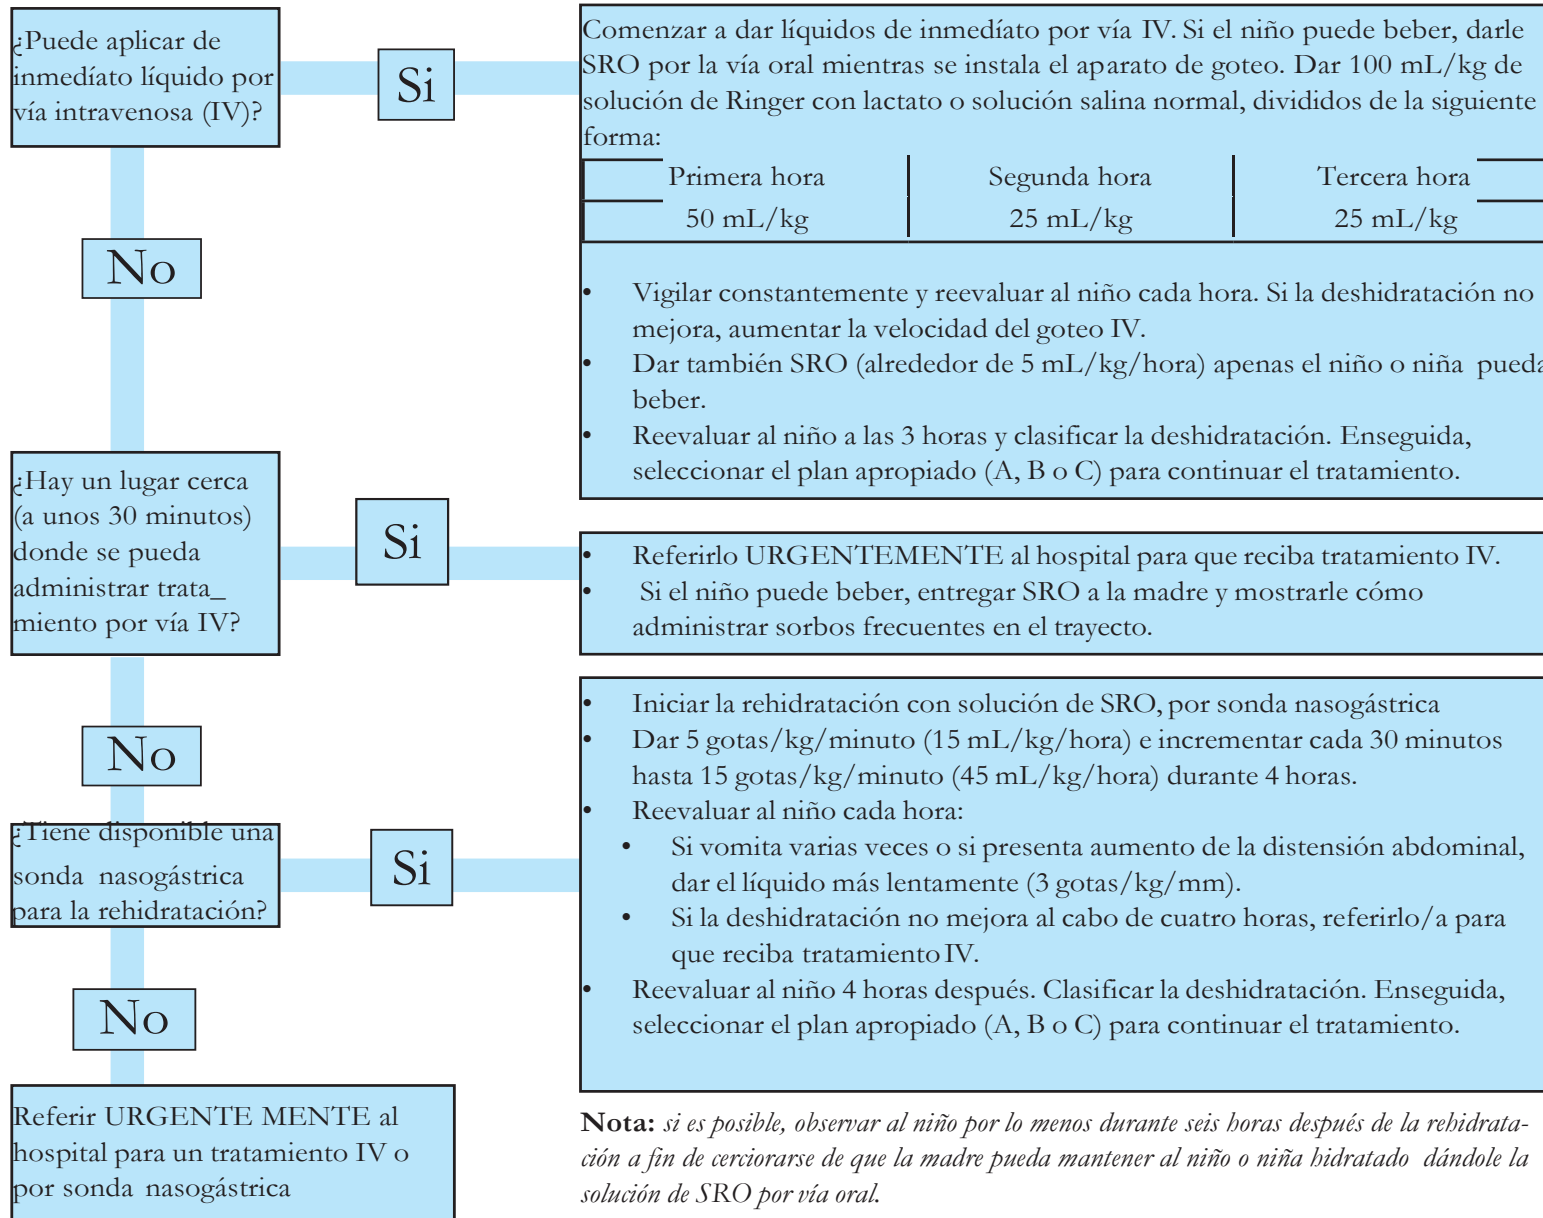 ¿Puede aplicar de
inmedíato líquido por
vía intravenosa (IV)?
Si
Comenzar a dar líquidos de inmedíato por vía IV. Si el niño puede beber, darle
SRO por la vía oral mientras se instala el aparato de goteo. Dar 100 mL/kg de
solución de Ringer con lactato o solución salina normal, divididos de la siguiente
forma:
Primera hora Segunda hora Tercera hora
50 mL/kg 25 mL/kg 25 mL/kg
• Vigilar constantemente y reevaluar al niño cada hora. Si la deshidratación no
mejora, aumentar la velocidad del goteo IV.
• Dar también SRO (alrededor de 5 mL/kg/hora) apenas el niño o niña pueda
beber.
• Reevaluar al niño a las 3 horas y clasificar la deshidratación. Enseguida,
seleccionar el plan apropiado (A, B o C) para continuar el tratamiento.
No
¿Hay un lugar cerca
(a unos 30 minutos)
donde se pueda
administrar trata_
miento por vía IV?
Si
• Referirlo URGENTEMENTE al hospital para que reciba tratamiento IV.
• Si el niño puede beber, entregar SRO a la madre y mostrarle cómo
administrar sorbos frecuentes en el trayecto.
No
¿Tiene disponible una
sonda nasogástrica
para la rehidratación?
Si
• Iniciar la rehidratación con solución de SRO, por sonda nasogástrica
• Dar 5 gotas/kg/minuto (15 mL/kg/hora) e incrementar cada 30 minutos
hasta 15 gotas/kg/minuto (45 mL/kg/hora) durante 4 horas.
• Reevaluar al niño cada hora:
• Si vomita varias veces o si presenta aumento de la distensión abdominal,
dar el líquido más lentamente (3 gotas/kg/mm).
• Si la deshidratación no mejora al cabo de cuatro horas, referirlo/a para
que reciba tratamiento IV.
• Reevaluar al niño 4 horas después. Clasificar la deshidratación. Enseguida,
seleccionar el plan apropiado (A, B o C) para continuar el tratamiento.
No
Referir URGENTE MENTE al
hospital para un tratamiento IV o
por sonda nasogástrica
Nota: si es posible, observar al niño por lo menos durante seis horas después de la rehidrata-
ción a fin de cerciorarse de que la madre pueda mantener al niño o niña hidratado dándole la
solución de SRO por vía oral.